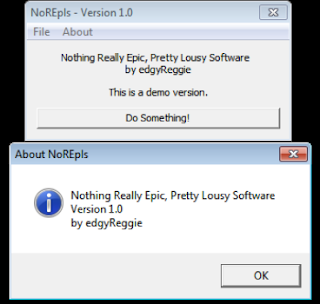 NoREpls - Version 1.0
File About
Nothing Really Epic, Pretty Lousy Software
by edgyReggie
This is a demo version.
Do Something!
About NoREpls
Nothing Really Epic, Pretty Lousy Software
Version 1.0
by edgyReggie
OK